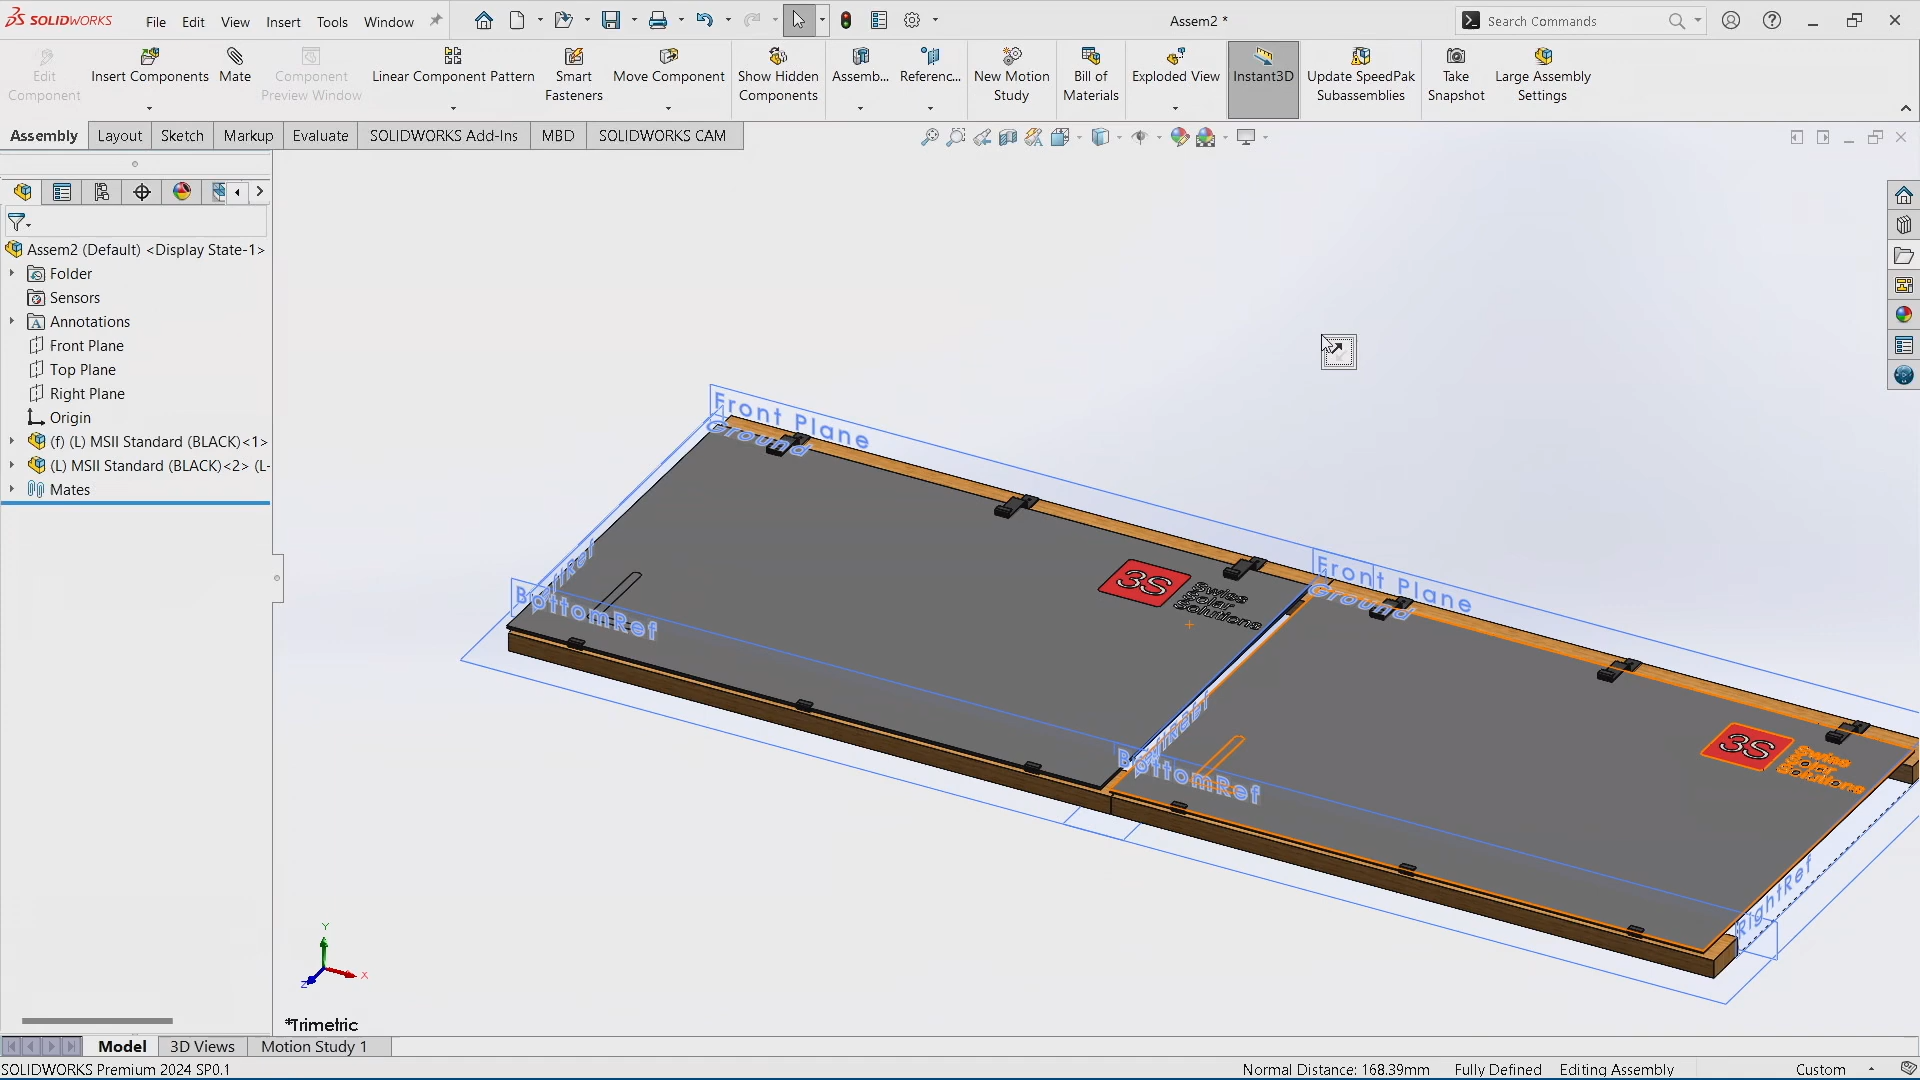 SOLIDWORKS
File Edit View Insert Tools Window
Assem2 *
Search Commands
Edit Component
Insert Components
Mate
Component Preview Window
Linear Component Pattern
Smart Fasteners
Move Component
Show Hidden Components
Assemb...
Referenc...
New Motion Study
Bill of Materials
Exploded View
Instant3D
Update SpeedPak Subassemblies
Take Snapshot
Large Assembly Settings
Assembly Layout Sketch Markup Evaluate SOLIDWORKS Add-Ins MBD SOLIDWORKS CAM
Assem2 (Default) <Display State-1>
Folder
Sensors
Annotations
Front Plane
Top Plane
Right Plane
Origin
(f) (L) MSII Standard (BLACK)<1>
(L) MSII Standard (BLACK)<2> (L-
Mates
Front Plane
Ground
BottomRef
3S
Swiss
Solar
Solutions
Front Plane
Ground
BottomRef
3S
Swiss
Solar
Solutions
RightRef
Y
X
Z
*Trimetric
Model 3D Views Motion Study 1
SOLIDWORKS Premium 2024 SP0.1
Normal Distance: 168.39mm Fully Defined Editing Assembly Custom